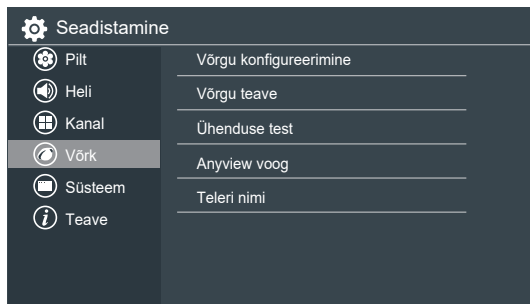 Seadistamine
Pilt
Heli
Kanal
Võrk
Süsteem
Teave
Võrgu konfigureerimine
Võrgu teave
Ühenduse test
Anyview voog
Teleri nimi